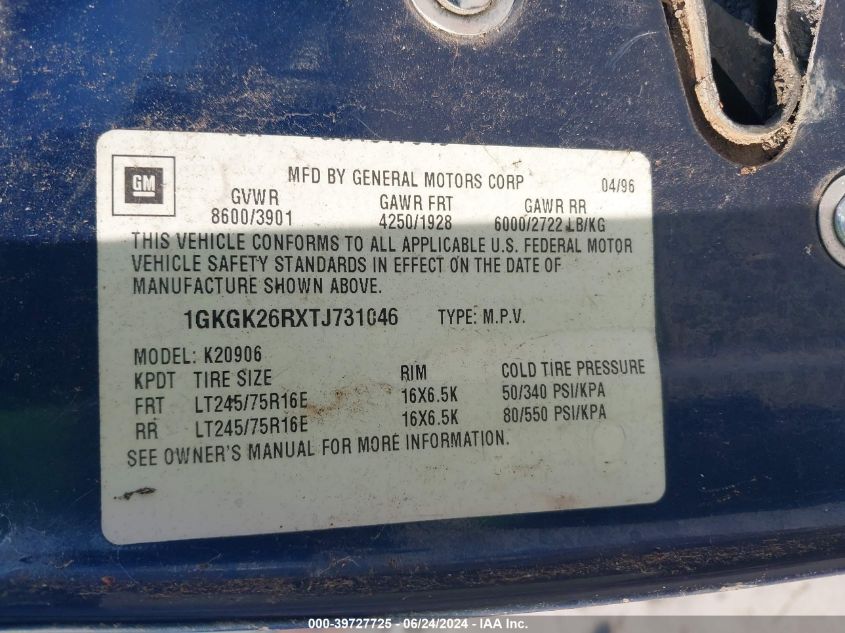 MFD BY GENERAL MOTORS CORP 04/96
GM
GVWR GAWR FRT GAWR RR
8600/3901 4250/1928 6000/2722 LB/KG
THIS VEHICLE CONFORMS TO ALL APPLICABLE U.S. FEDERAL MOTOR
VEHICLE SAFETY STANDARDS IN EFFECT ON THE DATE OF
MANUFACTURE SHOWN ABOVE.
1GKGK26RXTJ731046 TYPE: M.P.V.
MODEL: K20906
KPDT TIRE SIZE RIM COLD TIRE PRESSURE
FRT LT245/75R16E 16X6.5K 50/340 PSI/KPA
RR LT245/75R16E 16X6.5K 80/550 PSI/KPA
SEE OWNER'S MANUAL FOR MORE INFORMATION.
000-39727725 - 06/24/2024 - IAA Inc.